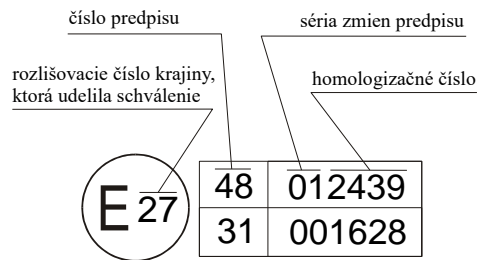 číslo predpisu
séria zmien predpisu
rozlišovacie číslo krajiny,
ktorá udelila schválenie
homologizačné číslo
E 27
48 012439
31 001628